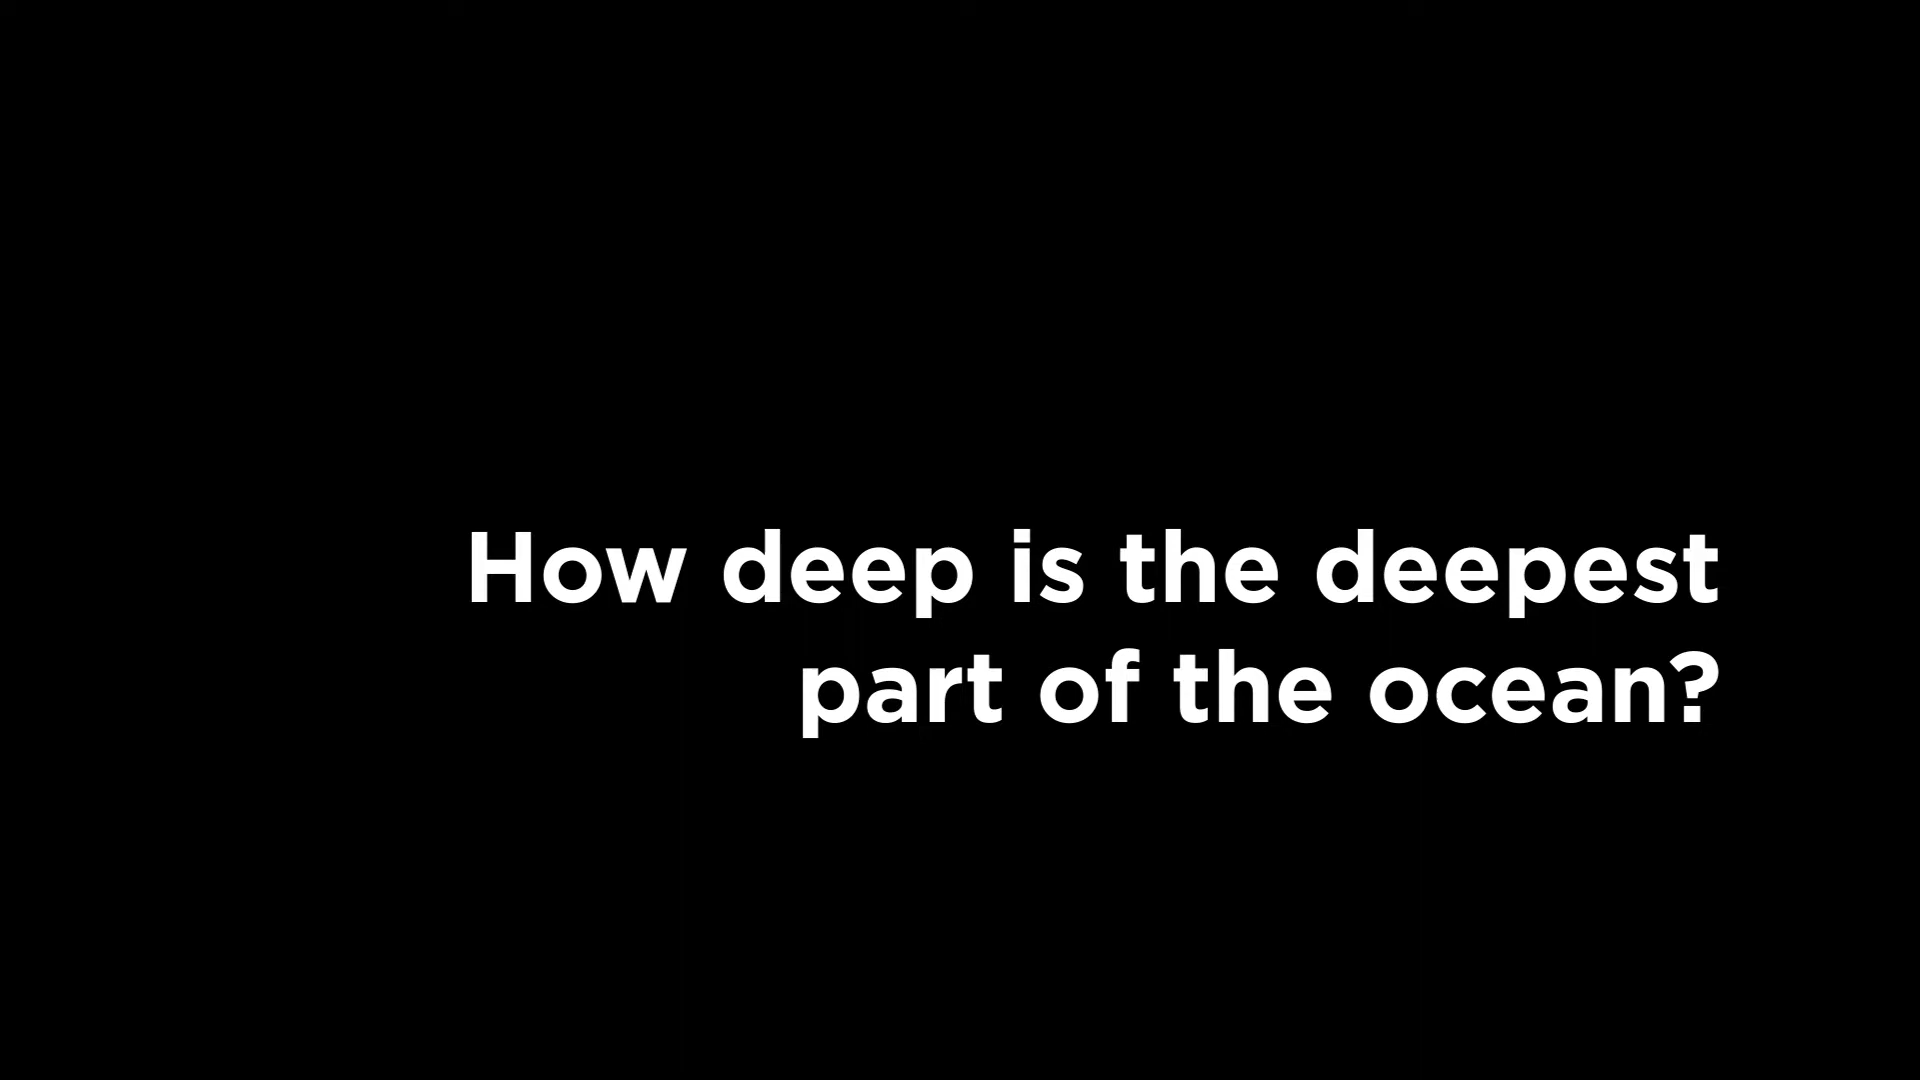 How deep is the deepest
part of the ocean?